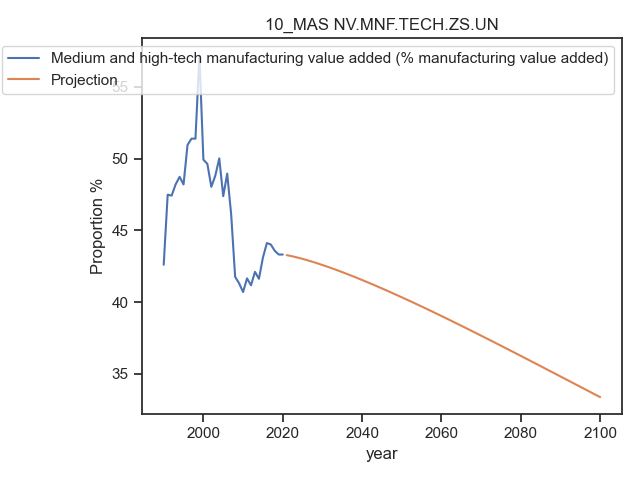 10_MAS NV.MNF.TECH.ZS.UN
Medium and high-tech manufacturing value added (% manufacturing value added)
Projection
55
50
45
40
35
Proportion %
2000
2020
2040
2060
2080
2100
year